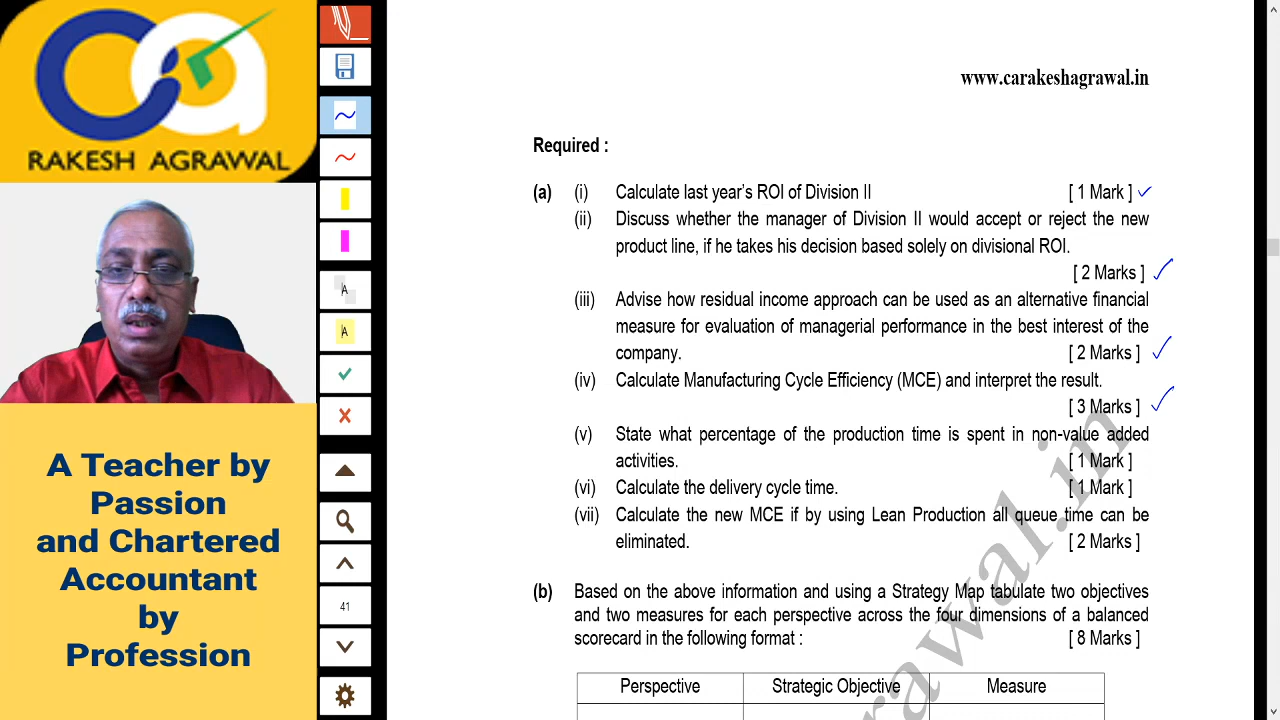 RAKESH AGRAWAL
A Teacher by
Passion
and Chartered
Accountant
by
Profession
A
A
41
www.carakeshagrawal.in
Required :
(a) (i) Calculate last year's ROI of Division II [ 1 Mark ]
(ii) Discuss whether the manager of Division II would accept or reject the new
product line, if he takes his decision based solely on divisional ROI.
[ 2 Marks ]
(iii) Advise how residual income approach can be used as an alternative financial
measure for evaluation of managerial performance in the best interest of the
company. [ 2 Marks ]
(iv) Calculate Manufacturing Cycle Efficiency (MCE) and interpret the result.
[ 3 Marks ]
(v) State what percentage of the production time is spent in non-value added
activities. [ 1 Mark ]
(vi) Calculate the delivery cycle time. [ 1 Mark ]
(vii) Calculate the new MCE if by using Lean Production all queue time can be
eliminated. [ 2 Marks ]
(b) Based on the above information and using a Strategy Map tabulate two objectives
and two measures for each perspective across the four dimensions of a balanced
scorecard in the following format : [ 8 Marks ]
Perspective Strategic Objective Measure
rawal.in